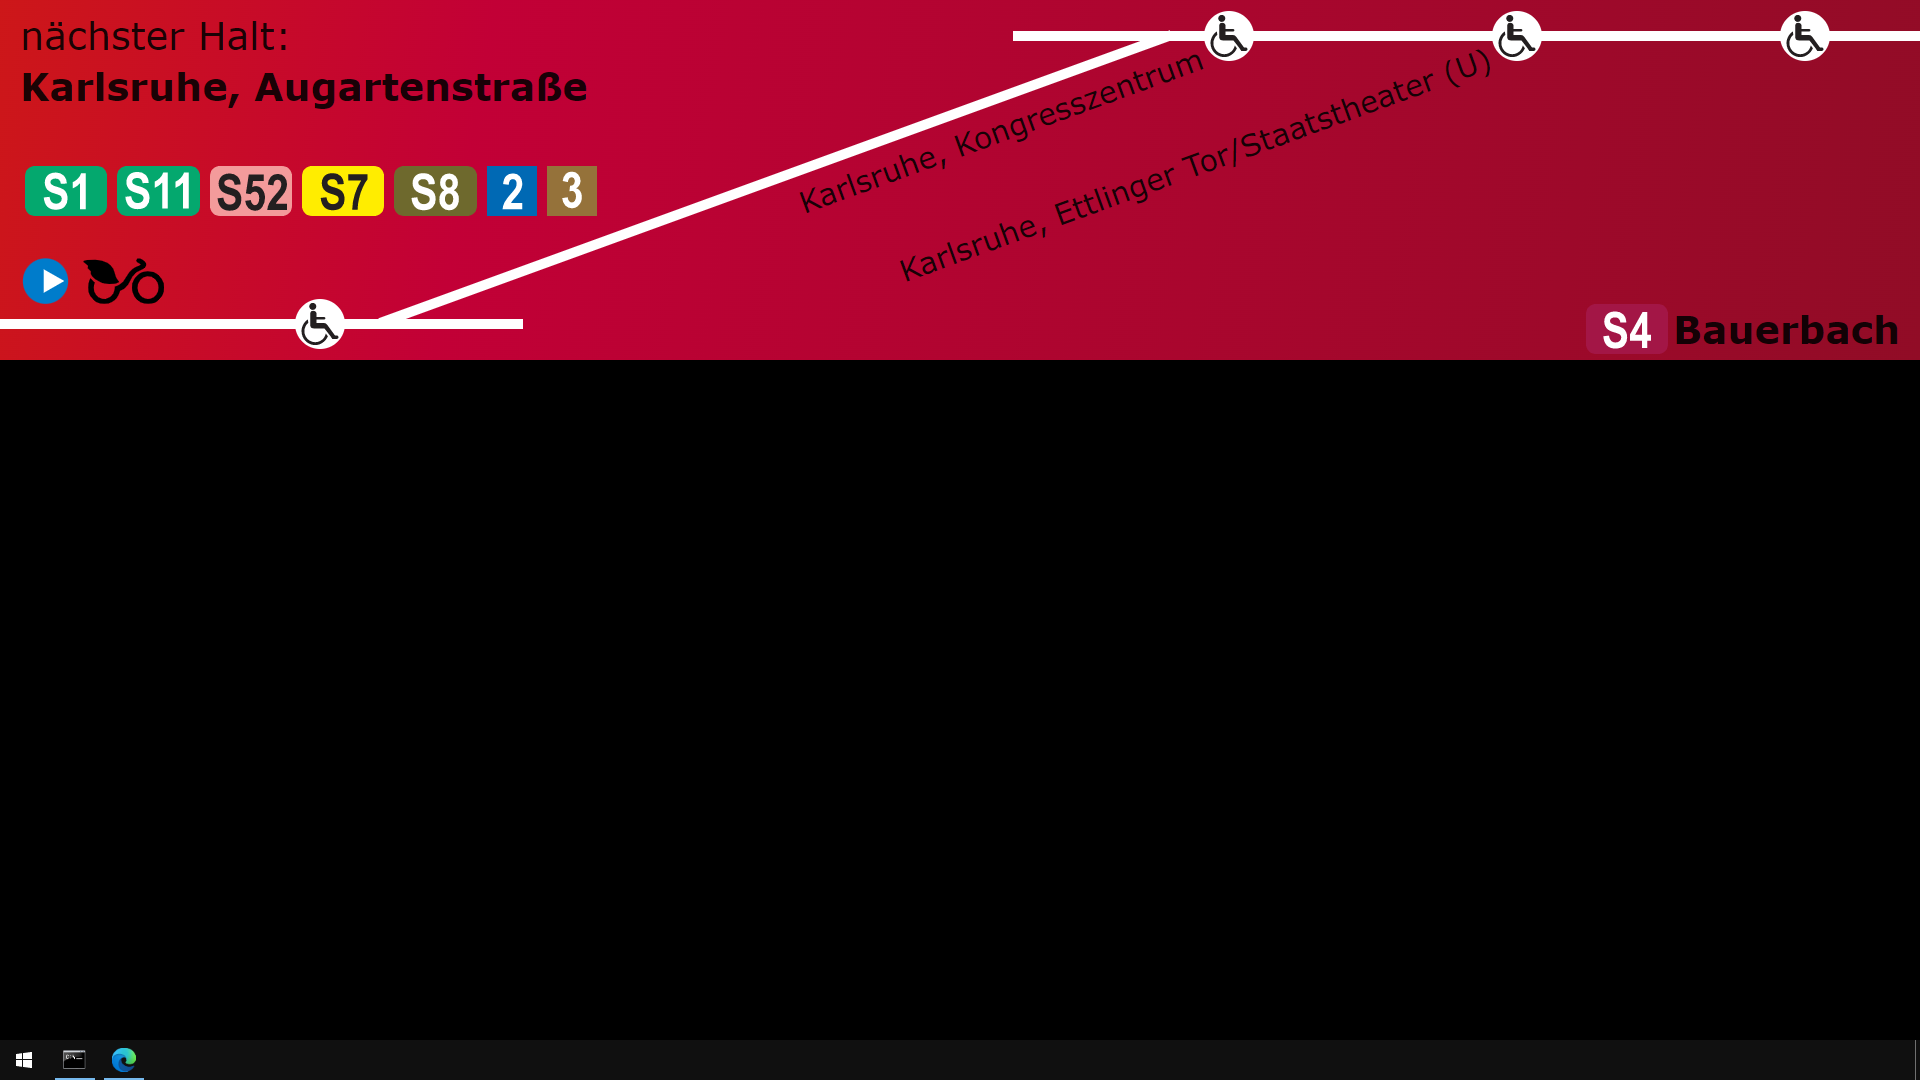 nächster Halt:
Karlsruhe, Augartenstraße
S1 S11 S52 S7 S8 2 3
Karlsruhe, Kongresszentrum
Karlsruhe, Ettlinger Tor/Staatstheater (U)
S4 Bauerbach